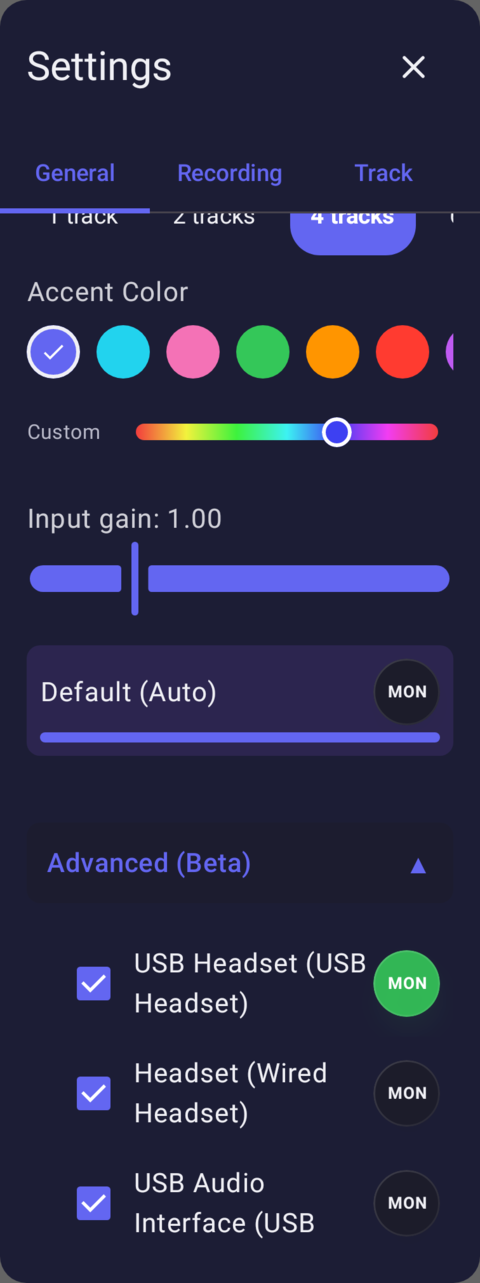 Settings
General Recording Track
1 track 2 tracks 4 tracks
Accent Color
Custom
Input gain: 1.00
Default (Auto) MON
Advanced (Beta) ▲
USB Headset (USB
Headset) MON
Headset (Wired
Headset) MON
USB Audio
Interface (USB MON